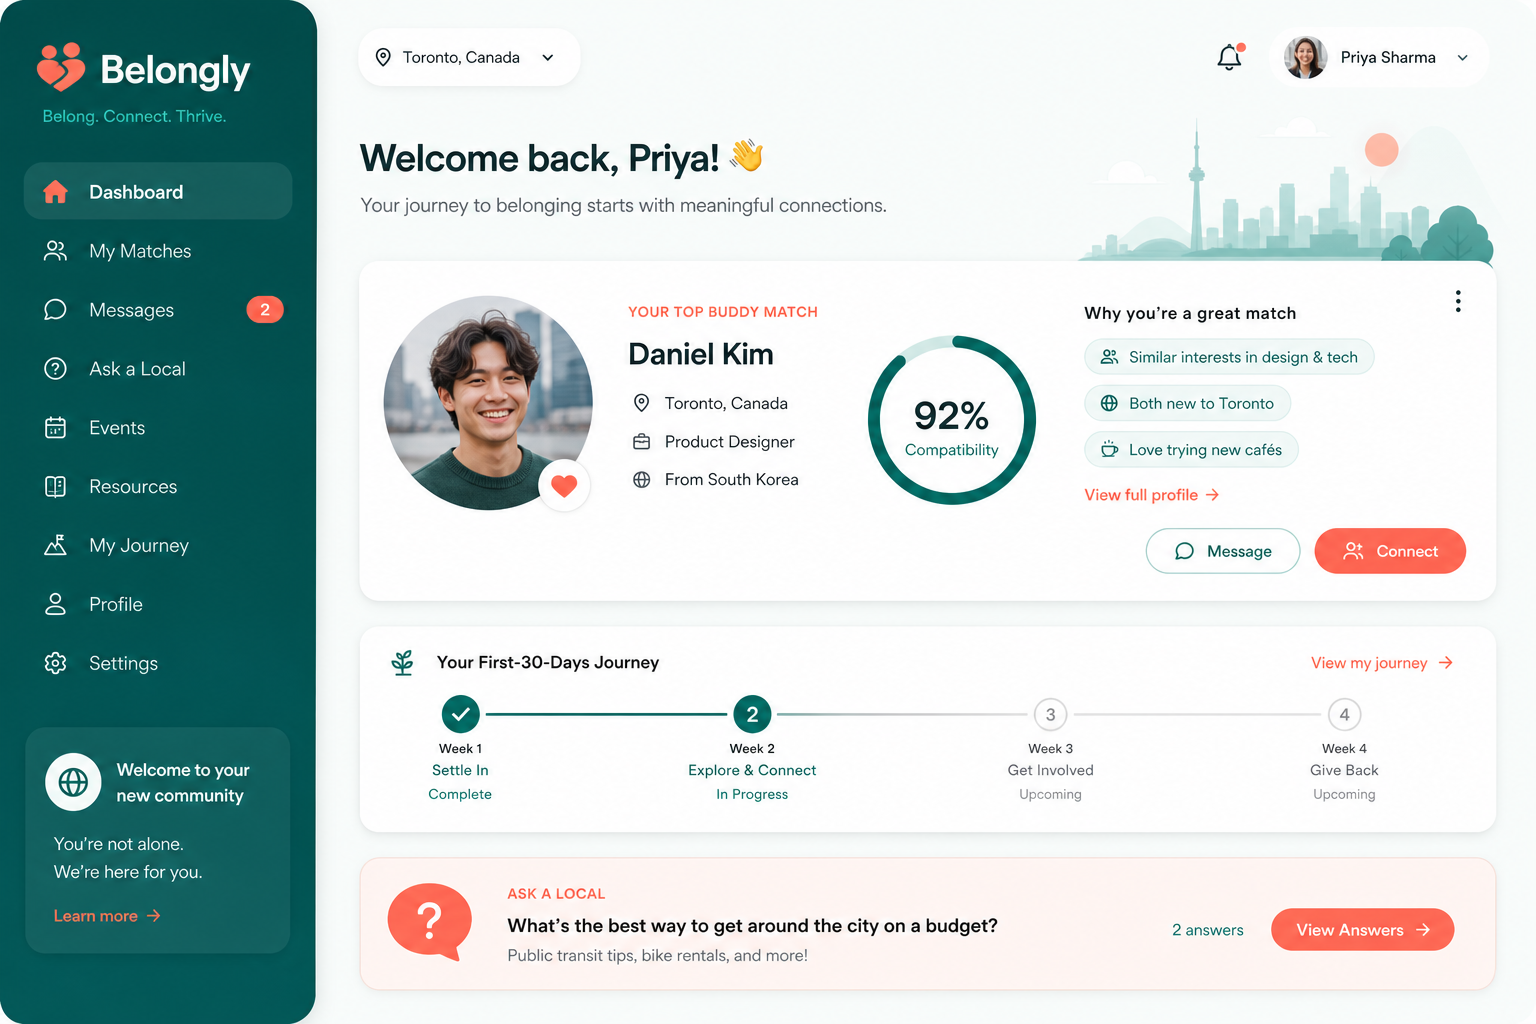 Belongly
Belong. Connect. Thrive.
Dashboard
My Matches
Messages
2
Ask a Local
Events
Resources
My Journey
Profile
Settings
Welcome to your
new community
You're not alone.
We're here for you.
Learn more →
Toronto, Canada
Priya Sharma
Welcome back, Priya! 👋
Your journey to belonging starts with meaningful connections.
YOUR TOP BUDDY MATCH
Daniel Kim
Toronto, Canada
Product Designer
From South Korea
92%
Compatibility
Why you're a great match
Similar interests in design & tech
Both new to Toronto
Love trying new cafés
View full profile →
Message
Connect
Your First-30-Days Journey
View my journey →
Week 1
Settle In
Complete
2
Week 2
Explore & Connect
In Progress
3
Week 3
Get Involved
Upcoming
4
Week 4
Give Back
Upcoming
?
ASK A LOCAL
What's the best way to get around the city on a budget?
Public transit tips, bike rentals, and more!
2 answers
View Answers →